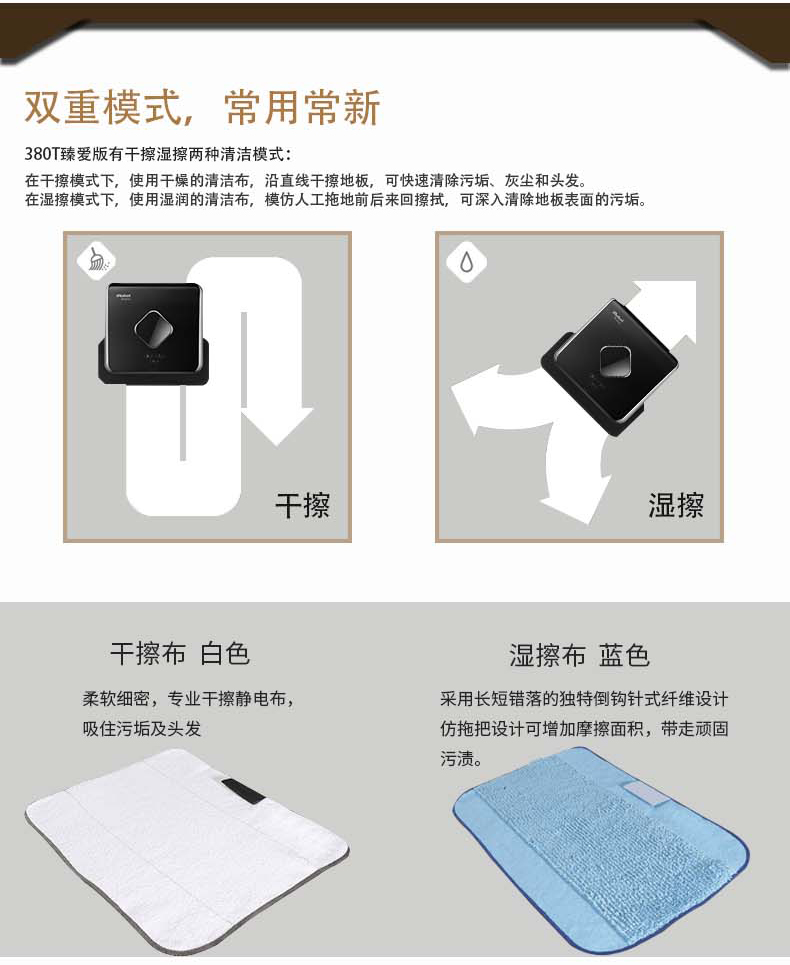 双重模式，常用常新
380T臻爱版有干擦湿擦两种清洁模式：
在干擦模式下，使用干燥的清洁布，沿直线干擦地板，可快速清除污垢、灰尘和头发。
在湿擦模式下，使用湿润的清洁布，模仿人工拖地前后来回擦拭，可深入清除地板表面的污垢。
iRobot
干擦
iRobot
湿擦
干擦布 白色
柔软细密，专业干擦静电布，
吸住污垢及头发
湿擦布 蓝色
采用长短错落的独特倒钩针式纤维设计
仿拖把设计可增加摩擦面积，带走顽固
污渍。